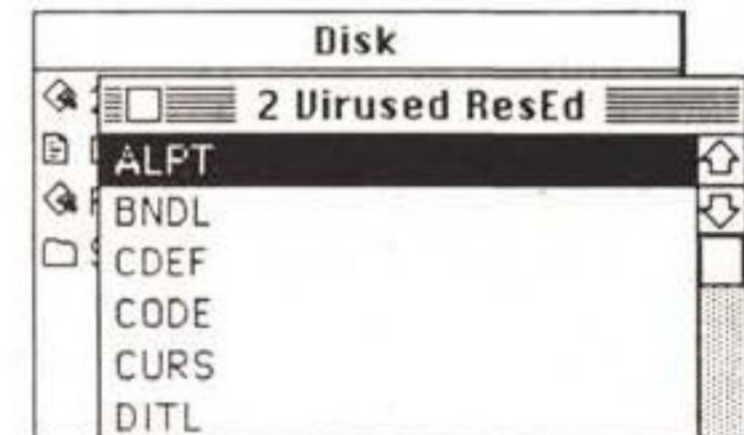 Disk
2 Virused ResEd
ALPT
BNDL
CDEF
CODE
CURS
DITL